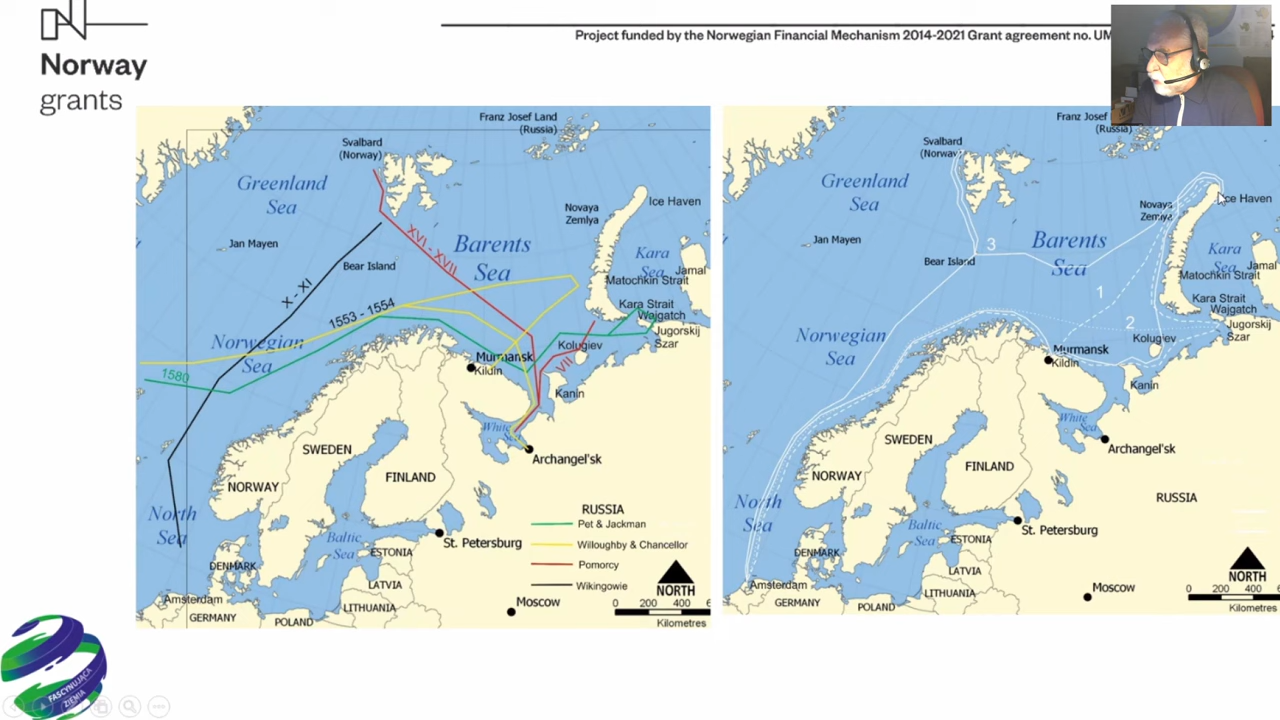 Norway
grants
Project funded by the Norwegian Financial Mechanism 2014-2021 Grant agreement no. UM
Svalbard
(Norway)
Franz Josef Land
(Russia)
Greenland
Sea
Novaya
Zemlya
Ice Haven
Jan Mayen
XVI - XVII
Barents
Sea
Kara
Sea
Jamal
Bear Island
Matochkin Strait
X - XI
1553 - 1554
Kara Strait
Wajgatch
Norwegian
Sea
Jugorskij
Szar
Kolugiev
Murmansk
Kildin
VII
1580
Kanin
White
Sea
SWEDEN
Archangel'sk
FINLAND
NORWAY
RUSSIA
Pet & Jackman
North
Sea
Baltic
Sea
St. Petersburg
Willoughby & Chancellor
ESTONIA
DENMARK
Pomorcy
LATVIA
Wikingowie
NORTH
Amsterdam
LITHUANIA
Moscow
0 200 400 6
GERMANY
POLAND
Kilometres
Franz Josef
(Russia)
Svalbard
(Norway
Greenland
Sea
Novaya
Zemlya
ce Haven
Jan Mayen
3
Barents
Sea
Kara
Sea
Jamal
Bear Island
Matochkin Strait
1
Kara Strait
Wajgatch
2
Norwegian
Sea
Jugorskij
Szar
Kolugiev
Murmansk
Kildin
Kanin
White
Sea
SWEDEN
Archangel'sk
FINLAND
NORWAY
RUSSIA
North
Sea
Baltic
Sea
St. Petersburg
ESTONIA
DENMARK
LATVIA
NORTH
Amsterdam
LITHUANIA
Moscow
0 200 400
GERMANY
POLAND
Kilometres
FASCYNUJĄCA
ZIEMIA